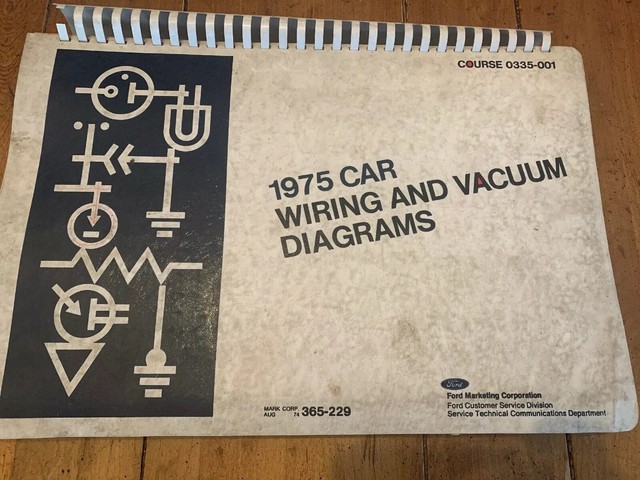 COURSE 0335-001
1975 CAR
WIRING AND VACUUM
DIAGRAMS
MARK CORP. 365-229
AUG 74
Ford
Ford Marketing Corporation
Ford Customer Service Division
Service Technical Communications Department